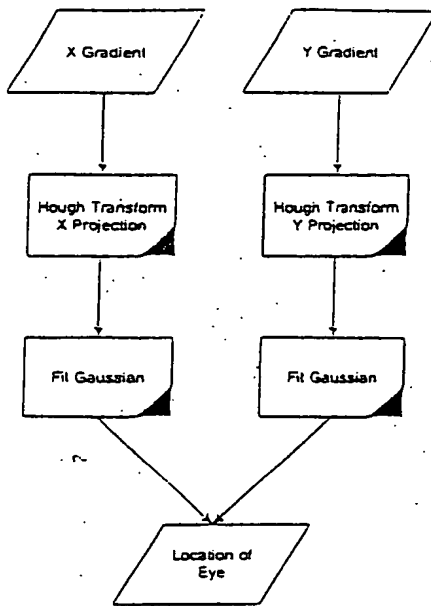 X Gradient
Y Gradient
Hough Transform
X Projection
Hough Transform
Y Projection
Fit Gaussian
Fit Gaussian
Location of
Eye